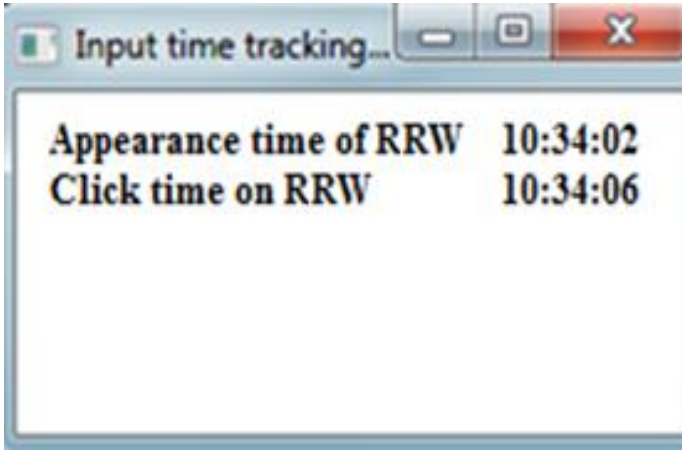 Input time tracking...
Appearance time of RRW 10:34:02
Click time on RRW 10:34:06